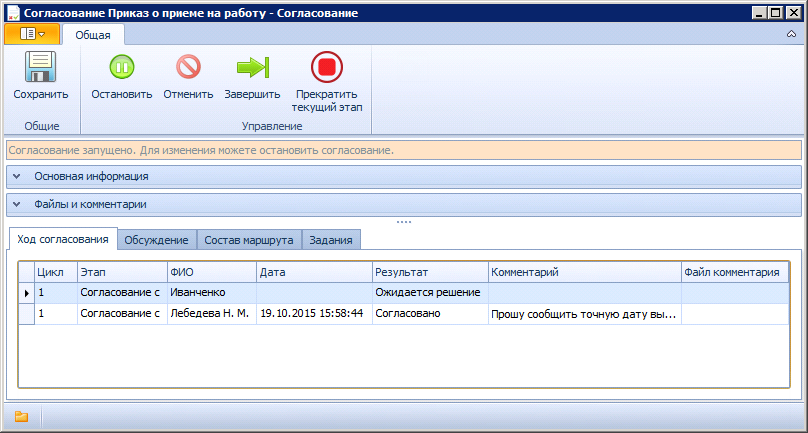 Согласование Приказ о приеме на работу - Согласование
Общая
Сохранить Остановить Отменить Завершить Прекратить
текущий этап
Общие Управление
Согласование запущено. Для изменения можете остановить согласование.
Основная информация
Файлы и комментарии
Ход согласования Обсуждение Состав маршрута Задания
Цикл Этап ФИО Дата Результат Комментарий Файл комментария
1 Согласование с Иванченко Ожидается решение
1 Согласование с Лебедева Н. М. 19.10.2015 15:58:44 Согласовано Прошу сообщить точную дату вы...